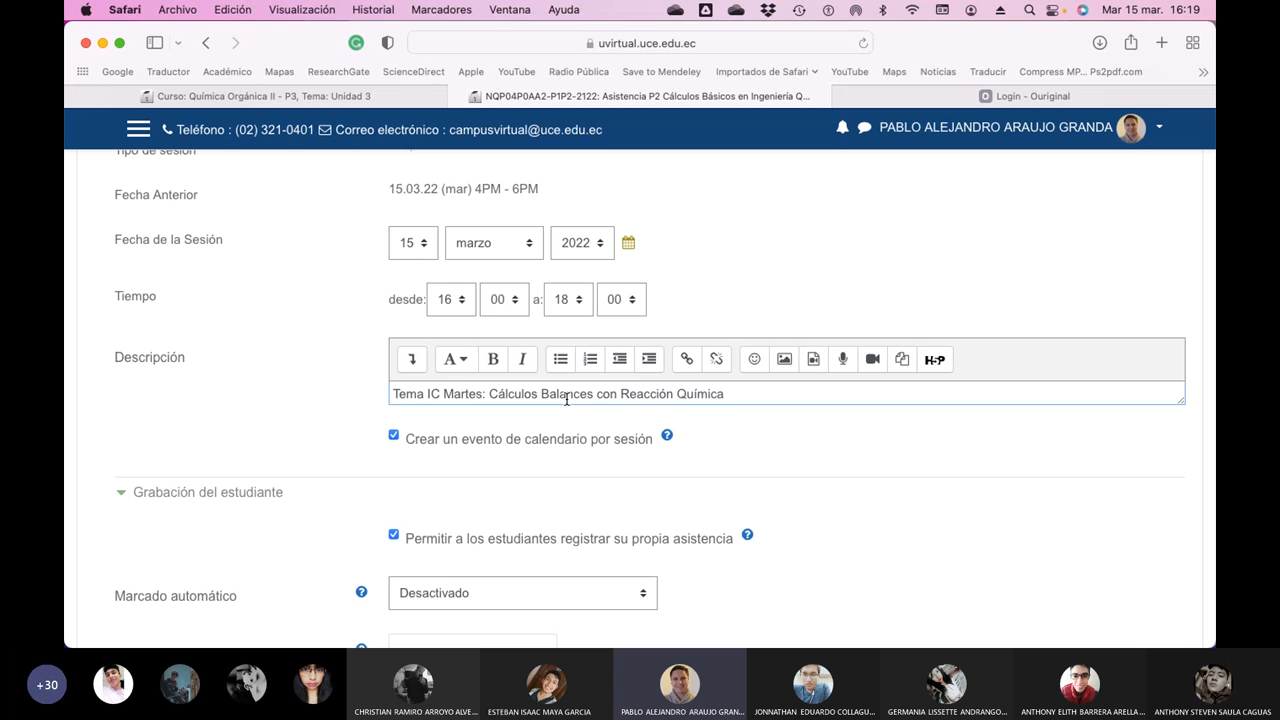 Safari Archivo Edición Visualización Historial Marcadores Ventana Ayuda Mar 15 mar. 16:19
uvirtual.uce.edu.ec
Google Traductor Académico Mapas ResearchGate ScienceDirect Apple YouTube Radio Pública Save to Mendeley Importados de Safari YouTube Maps Noticias Traducir Compress MP... Ps2pdf.com
Curso: Química Orgánica II - P3, Tema: Unidad 3
NQP04P0AA2-P1P2-2122: Asistencia P2 Cálculos Básicos en Ingeniería Q...
Login - Ouriginal
Teléfono : (02) 321-0401 Correo electrónico : campusvirtual@uce.edu.ec
PABLO ALEJANDRO ARAUJO GRANDA
Tipo de sesión
Fecha Anterior 15.03.22 (mar) 4PM - 6PM
Fecha de la Sesión 15 marzo 2022
Tiempo desde: 16 00 a: 18 00
Descripción
A B I H-P
Tema IC Martes: Cálculos Balances con Reacción Química
Crear un evento de calendario por sesión ?
Grabación del estudiante
Permitir a los estudiantes registrar su propia asistencia ?
Marcado automático ? Desactivado
+30
CHRISTIAN RAMIRO ARROYO ALVE...
ESTEBAN ISAAC MAYA GARCIA
PABLO ALEJANDRO ARAUJO GRAN...
JONNATHAN EDUARDO COLLAGU...
GERMANIA LISSETTE ANDRANGO...
ANTHONY ELITH BARRERA ARELLA ...
ANTHONY STEVEN SAULA CAGUAS